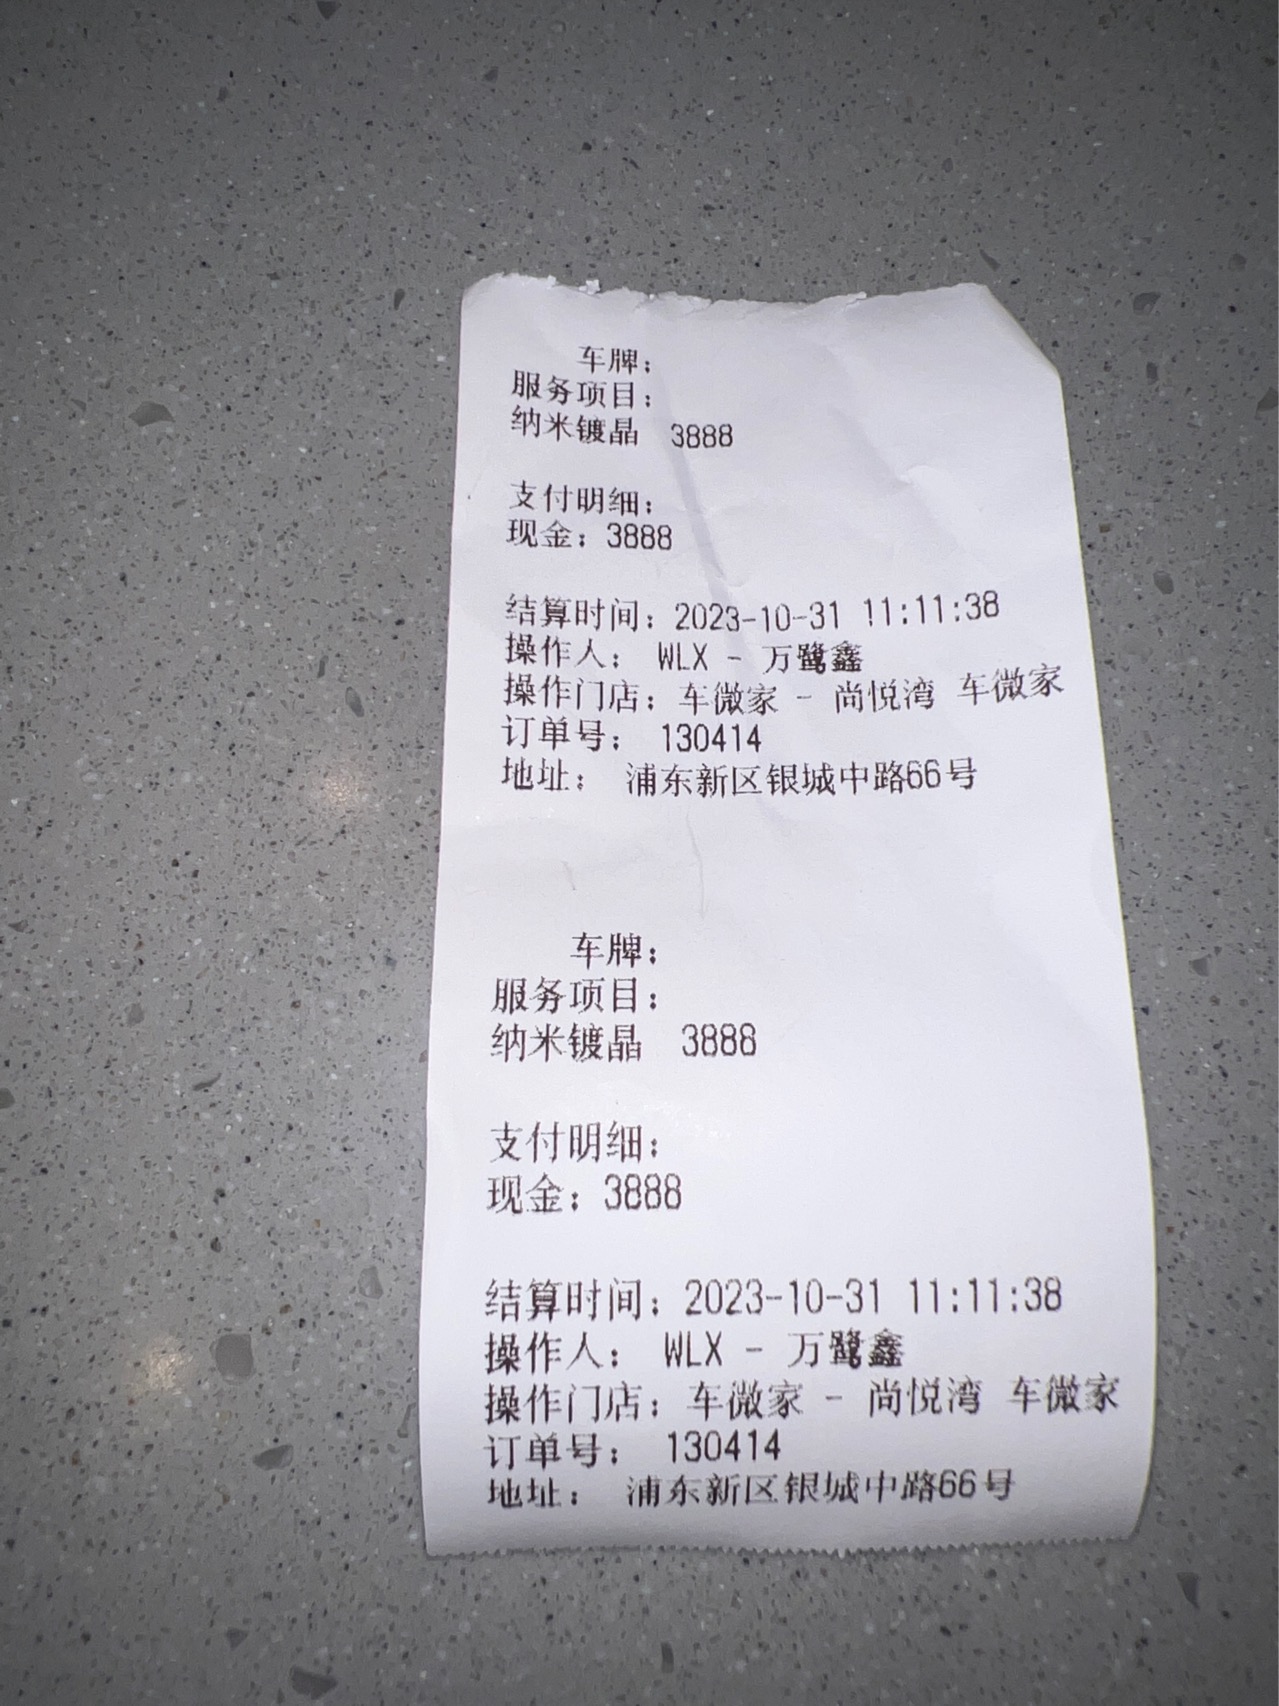 车牌：
服务项目：
纳米镀晶 3888
支付明细：
现金：3888
结算时间：2023-10-31 11:11:38
操作人： WLX - 万鹭鑫
操作门店：车微家 - 尚悦湾 车微家
订单号： 130414
地址： 浦东新区银城中路66号
车牌：
服务项目：
纳米镀晶 3888
支付明细：
现金：3888
结算时间：2023-10-31 11:11:38
操作人： WLX - 万鹭鑫
操作门店：车微家 - 尚悦湾 车微家
订单号： 130414
地址： 浦东新区银城中路66号